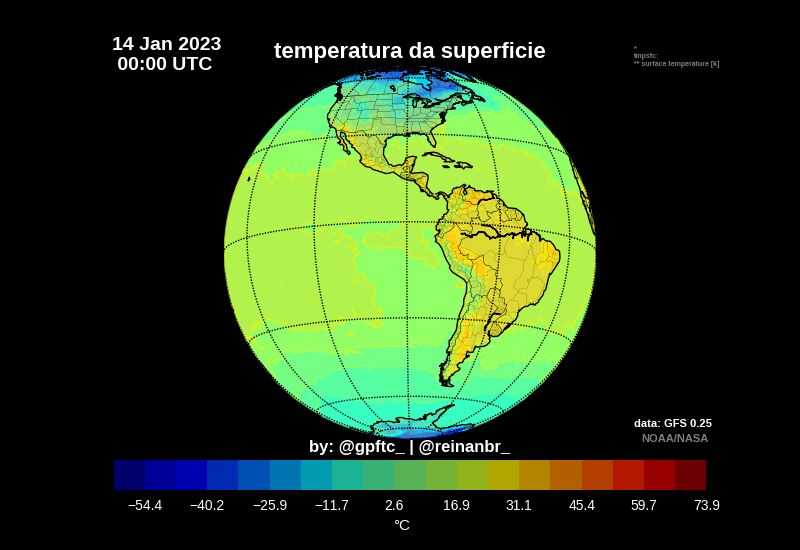 14 Jan 2023
00:00 UTC
temperatura da superficie
*
tmpsfc:
** surface temperature [k]
data: GFS 0.25
NOAA/NASA
by: @gpftc_ | @reinanbr_
−54.4 −40.2 −25.9 −11.7 2.6 16.9 31.1 45.4 59.7 73.9
°C